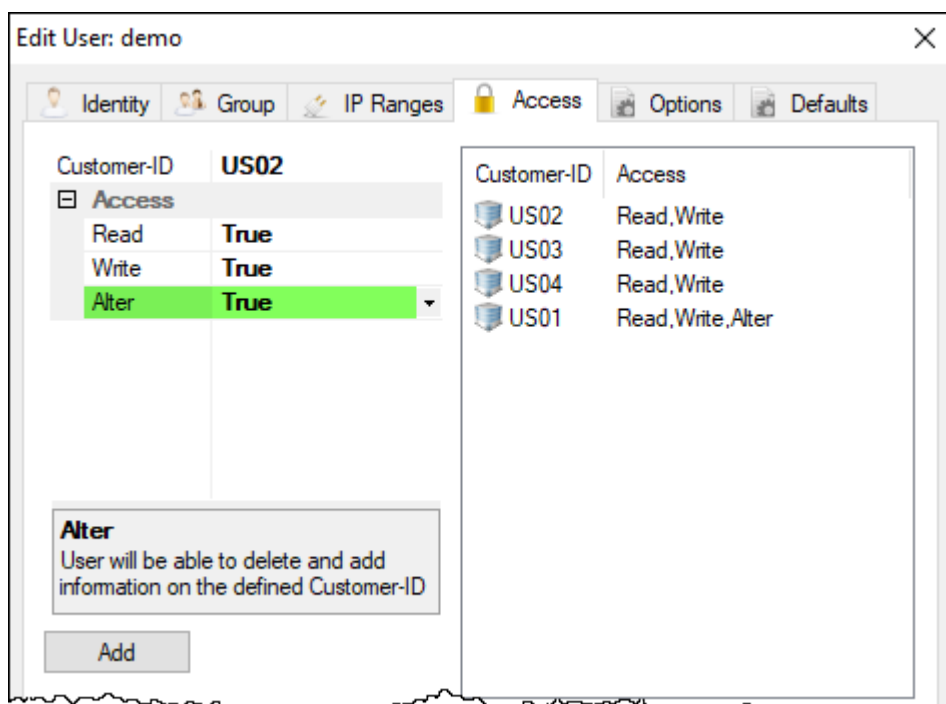 Edit User: demo
Identity Group IP Ranges Access Options Defaults
Customer-ID US02
Access
Read True
Write True
Alter True
Alter
User will be able to delete and add
information on the defined Customer-ID
Add
Customer-ID Access
US02 Read,Write
US03 Read,Write
US04 Read,Write
US01 Read,Write,Alter